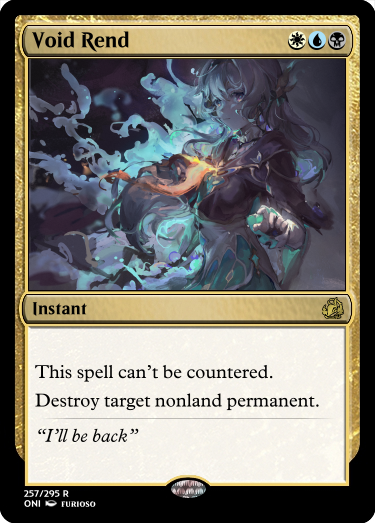 Void Rend
Instant
This spell can't be countered.
Destroy target nonland permanent.
“I'll be back”
257/295 R
ONI FURIOSO